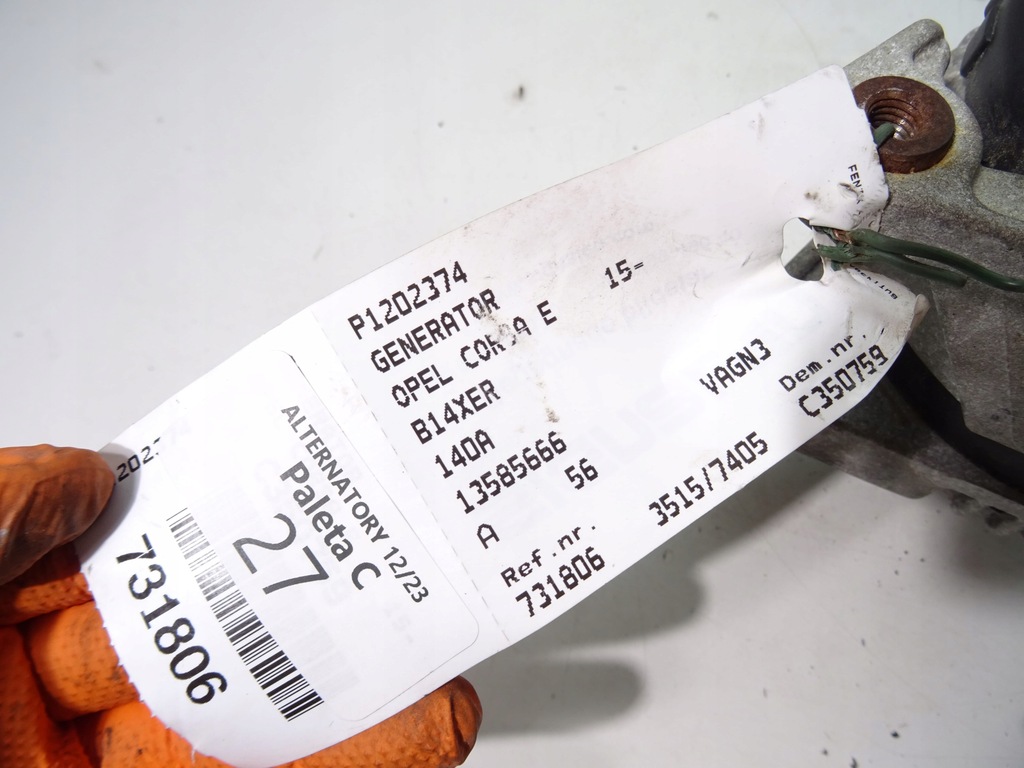 P1202374
GENERATOR
OPEL CORSA E 15=
B14XER
140A
13585666 VAGN3
A 56
Dem.nr.
C350759
Ref.nr. 3515/7405
731806
ALTERNATORY 12/23
Paleta C
27
731806